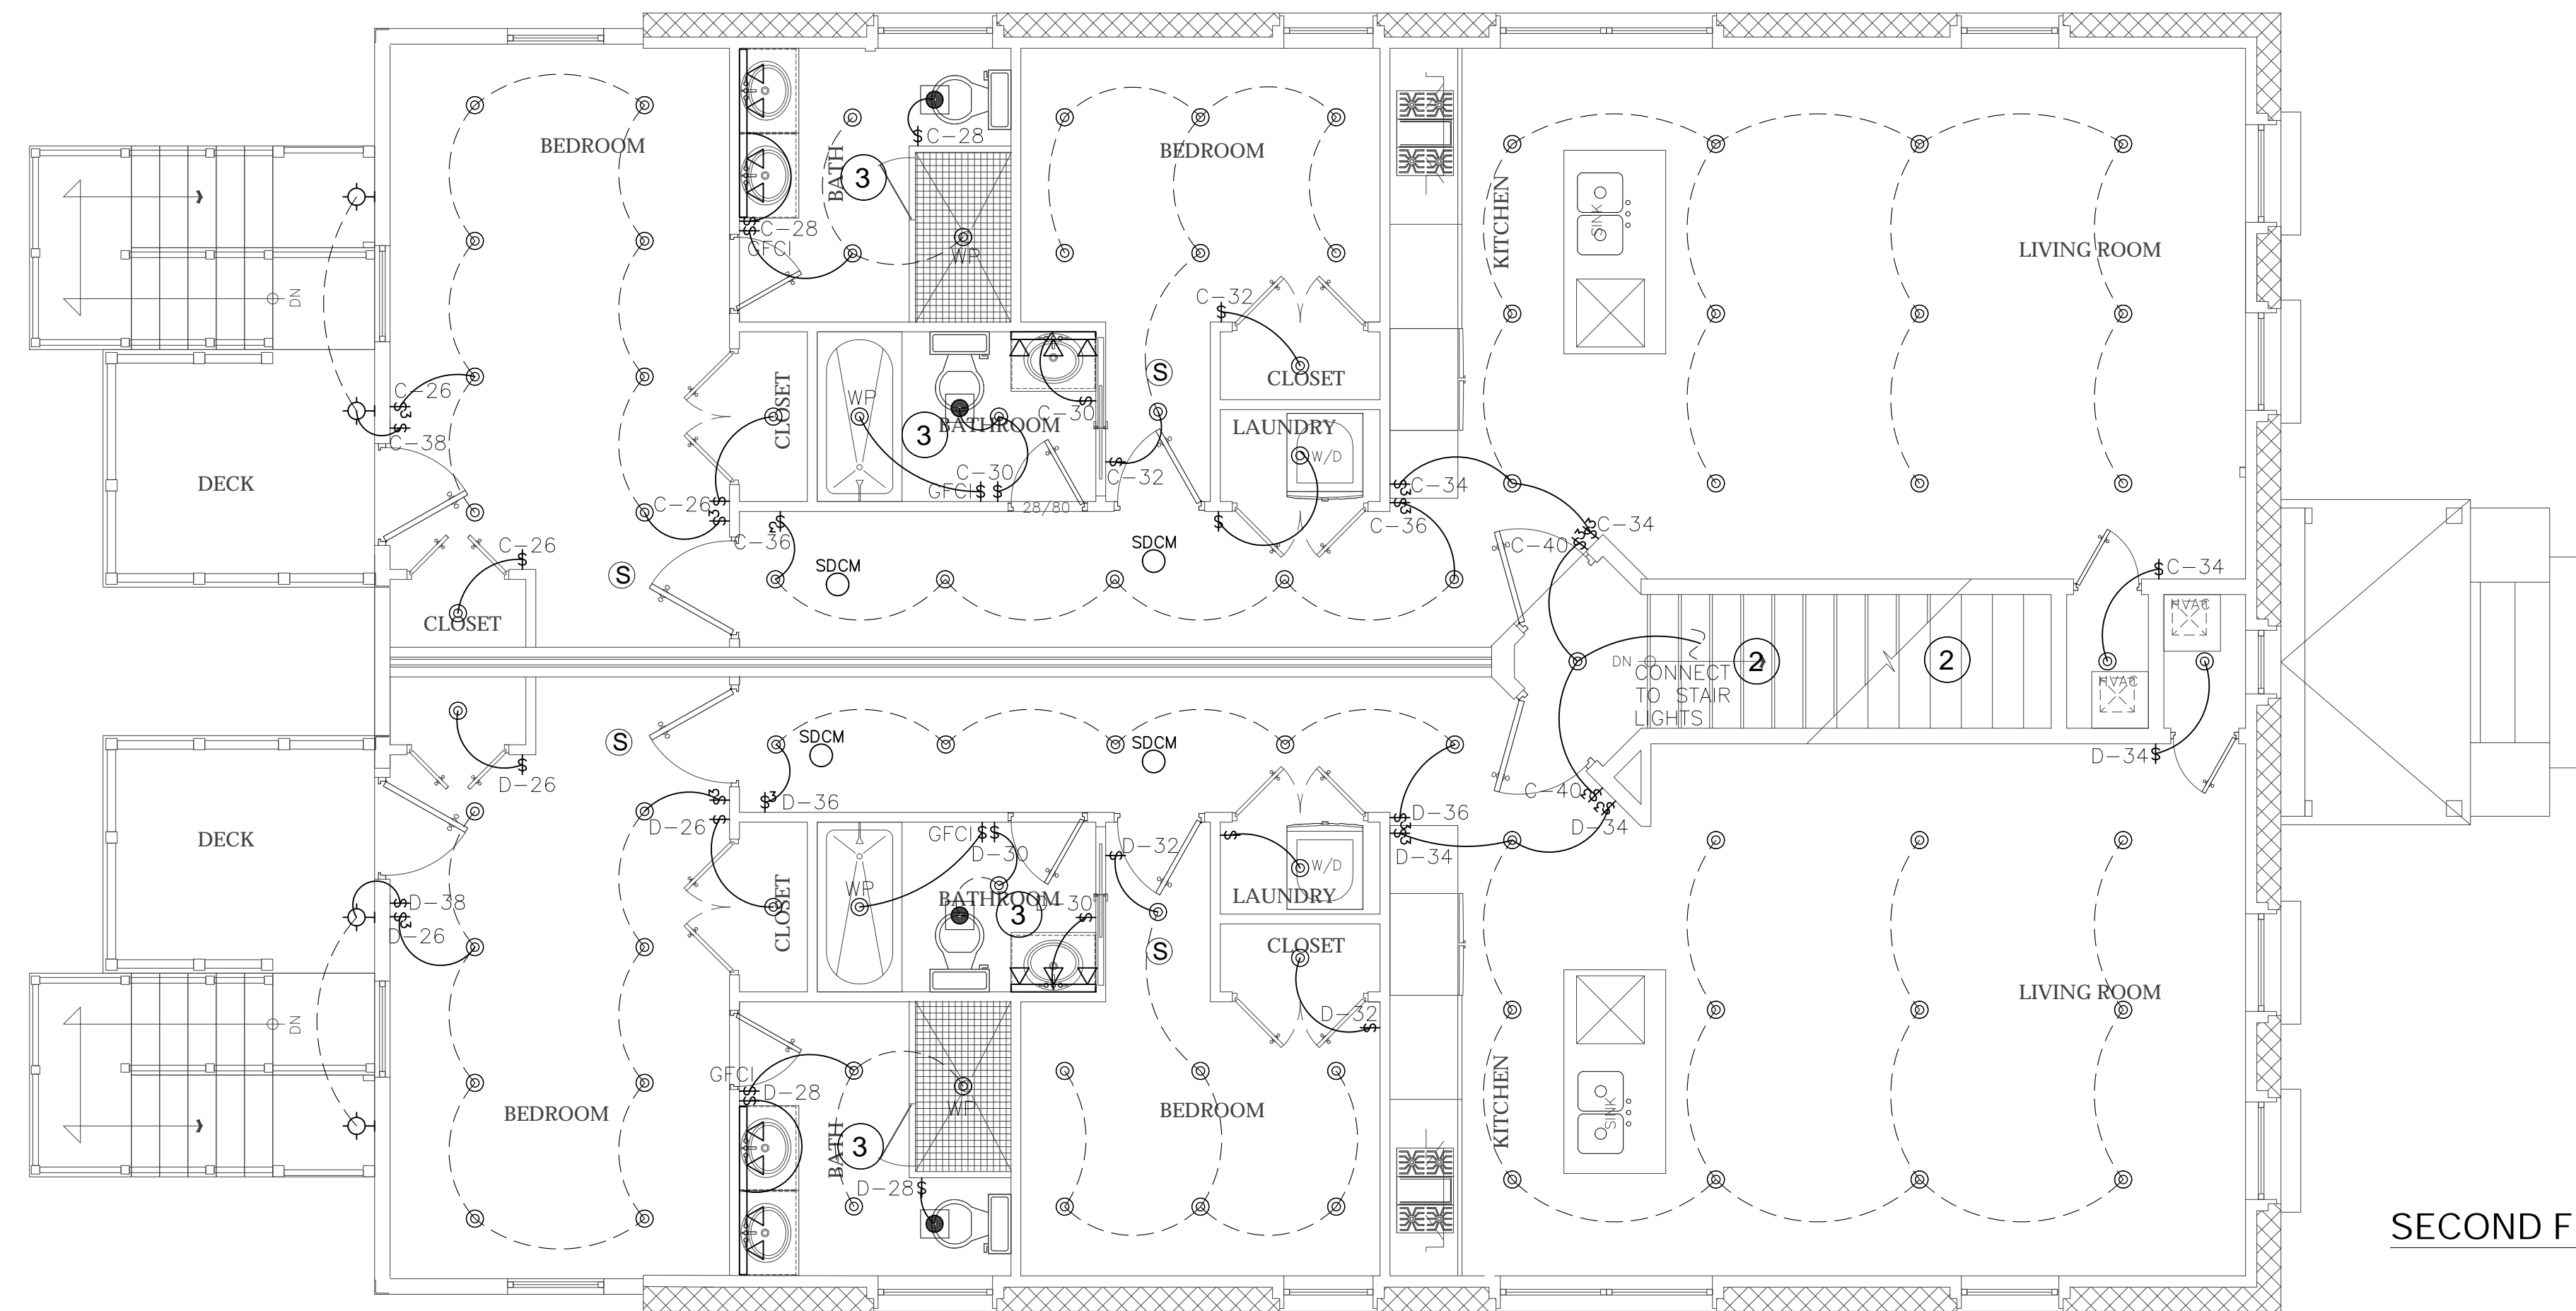 BEDROOM
BATH
3
C-28
C-28
GFCI
WP
BEDROOM
KITCHEN
SINK
LIVING ROOM
DN
C-32
C-26
$3
$
C-38
CLOSET
WP
3
BATHROOM
C-30
C-30
GFCI
28/80
S
C-32
CLOSET
LAUNDRY
W/D
DECK
C-26
C-36
C-34
C-36
C-34
C-40
C-26
S
SDCM
SDCM
C-34
CLOSET
HVAC
HVAC
DN
2
2
CONNECT
TO STAIR
LIGHTS
S
SDCM
SDCM
D-34
D-26
DECK
D-26
D-36
GFCI
D-30
D-32
D-36
D-34
C-40
D-34
D-38
D-26
CLOSET
WP
BATHROOM
3
D-30
S
LAUNDRY
W/D
CLOSET
D-32
LIVING ROOM
DN
GFCI
D-28
BEDROOM
BATH
3
WP
D-28
BEDROOM
KITCHEN
SINK
SECOND F